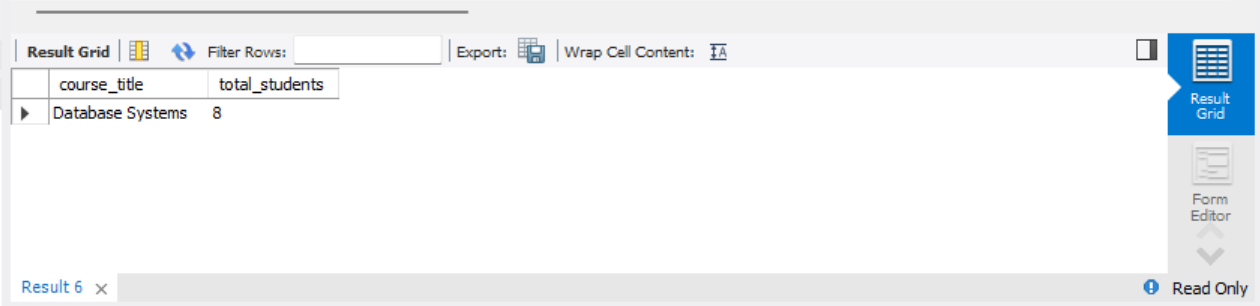 Result Grid Filter Rows: Export: Wrap Cell Content: IA
course_title total_students
Database Systems 8
Result
Grid
Form
Editor
Result 6 × Read Only